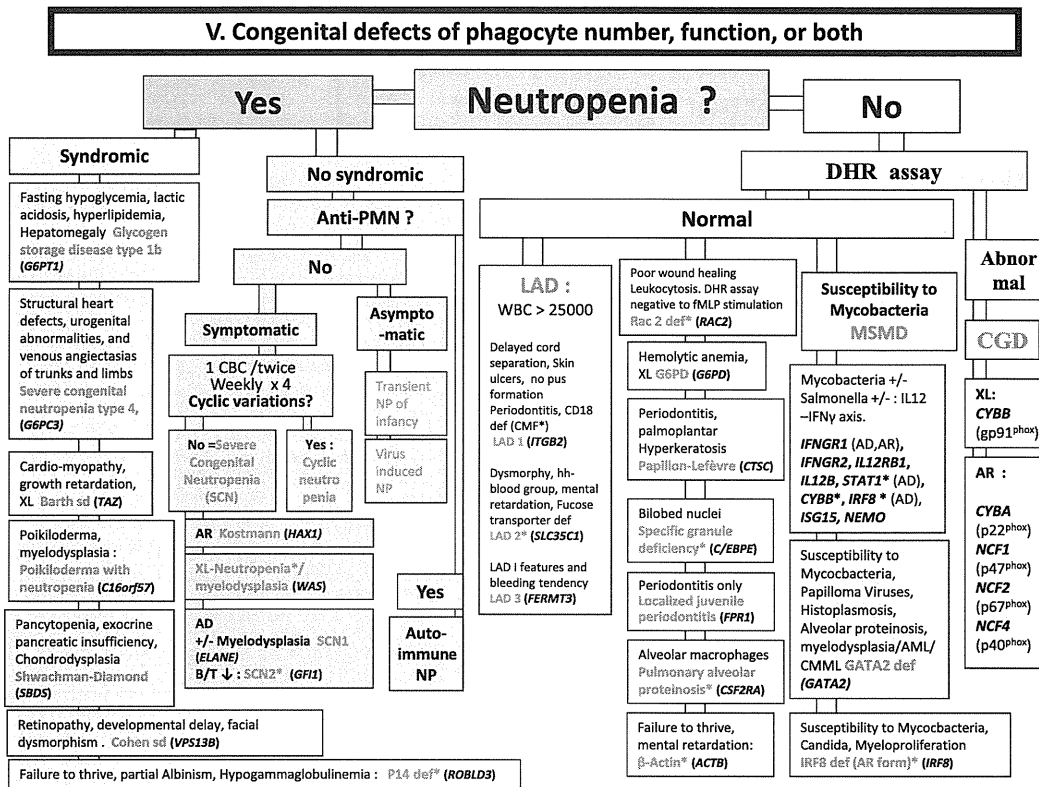 V. Congenital defects of phagocyte number, function, or both
Neutropenia ?
Yes
No
Syndromic
Fasting hypoglycemia, lactic
acidosis, hyperlipidemia,
Hepatomegaly Glycogen
storage disease type 1b
(G6PT1)
Structural heart
defects, urogenital
abnormalities, and
venous angiectasias
of trunks and limbs
Severe congenital
neutropenia type 4,
(G6PC3)
Cardio-myopathy,
growth retardation,
XL Barth sd (TAZ)
Poikiloderma,
myelodysplasia :
Poikiloderma with
neutropenia (C16orf57)
Pancytopenia, exocrine
pancreatic insufficiency,
Chondrodysplasia
Shwachman-Diamond
(SBDS)
Retinopathy, developmental delay, facial
dysmorphism . Cohen sd (VPS13B)
Failure to thrive, partial Albinism, Hypogammaglobulinemia : P14 def* (ROBLD3)
No syndromic
Anti-PMN ?
No
Symptomatic
1 CBC /twice
Weekly x 4
Cyclic variations?
No =Severe
Congenital
Neutropenia
(SCN)
Yes :
Cyclic
neutro
penia
AR Kostmann (HAX1)
XL-Neutropenia*/
myelodysplasia (WAS)
AD
+/- Myelodysplasia SCN1
(ELANE)
B/T ↓ : SCN2* (GFI1)
Asympto
-matic
Transient
NP of
infancy
Virus
induced
NP
Yes
Auto-
immune
NP
DHR assay
Normal
LAD :
WBC > 25000
Delayed cord
separation, Skin
ulcers, no pus
formation
Periodontitis, CD18
def (CMF*)
LAD 1 (ITGB2)
Dysmorphy, hh-
blood group, mental
retardation, Fucose
transporter def
LAD 2* (SLC35C1)
LAD I features and
bleeding tendency
LAD 3 (FERMT3)
Poor wound healing
Leukocytosis. DHR assay
negative to fMLP stimulation
Rac 2 def* (RAC2)
Hemolytic anemia,
XL G6PD (G6PD)
Periodontitis,
palmoplantar
Hyperkeratosis
Papillon-Lefèvre (CTSC)
Bilobed nuclei
Specific granule
deficiency* (C/EBPE)
Periodontitis only
Localized juvenile
periodontitis (FPR1)
Alveolar macrophages
Pulmonary alveolar
proteinosis* (CSF2RA)
Failure to thrive,
mental retardation:
β-Actin* (ACTB)
Susceptibility to
Mycobacteria
MSMD
Mycobacteria +/-
Salmonella +/- : IL12
–IFNγ axis.
IFNGR1 (AD,AR),
IFNGR2, IL12RB1,
IL12B, STAT1* (AD),
CYBB*, IRF8 * (AD),
ISG15, NEMO
Susceptibility to
Mycocbacteria,
Papilloma Viruses,
Histoplasmosis,
Alveolar proteinosis,
myelodysplasia/AML/
CMML GATA2 def
(GATA2)
Susceptibility to Mycocbacteria,
Candida, Myeloproliferation
IRF8 def (AR form)* (IRF8)
Abnor
mal
CGD
XL:
CYBB
(gp91phox)
AR :
CYBA
(p22phox)
NCF1
(p47phox)
NCF2
(p67phox)
NCF4
(p40phox)